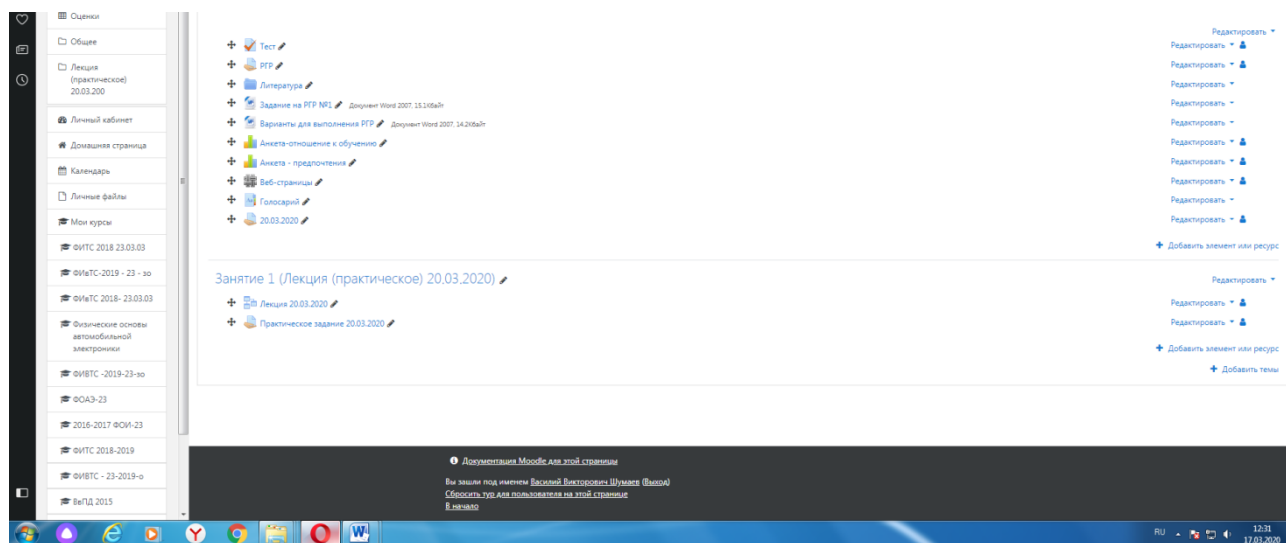 Оценки
Общее
Лекция
(практическое)
20.03.200
Личный кабинет
Домашняя страница
Календарь
Личные файлы
Мои курсы
ФИТС 2018 23.03.03
ФИвТС-2019 - 23 - зо
ФИвТС 2018- 23.03.03
Физические основы
автомобильной
электроники
ФИВТС -2019-23-зо
ФОАЭ-23
2016-2017 ФОИ-23
ФИТС 2018-2019
ФИВТС - 23-2019-о
ВвПД 2015
Редактировать
Тест Редактировать
РГР Редактировать
Литература Редактировать
Задание на РГР №1 Документ Word 2007, 15.1Кбайт Редактировать
Варианты для выполнения РГР Документ Word 2007, 14.2Кбайт Редактировать
Анкета-отношение к обучению Редактировать
Анкета - предпочтения Редактировать
Веб-страницы Редактировать
Голосарий Редактировать
20.03.2020 Редактировать
Добавить элемент или ресурс
Занятие 1 (Лекция (практическое) 20.03.2020) Редактировать
Лекция 20.03.2020 Редактировать
Практическое задание 20.03.2020 Редактировать
Добавить элемент или ресурс
Добавить темы
Документация Moodle для этой страницы
Вы зашли под именем Василий Викторович Шумаев (Выход)
Сбросить тур для пользователя на этой странице
В начало
RU 12:31
17.03.2020